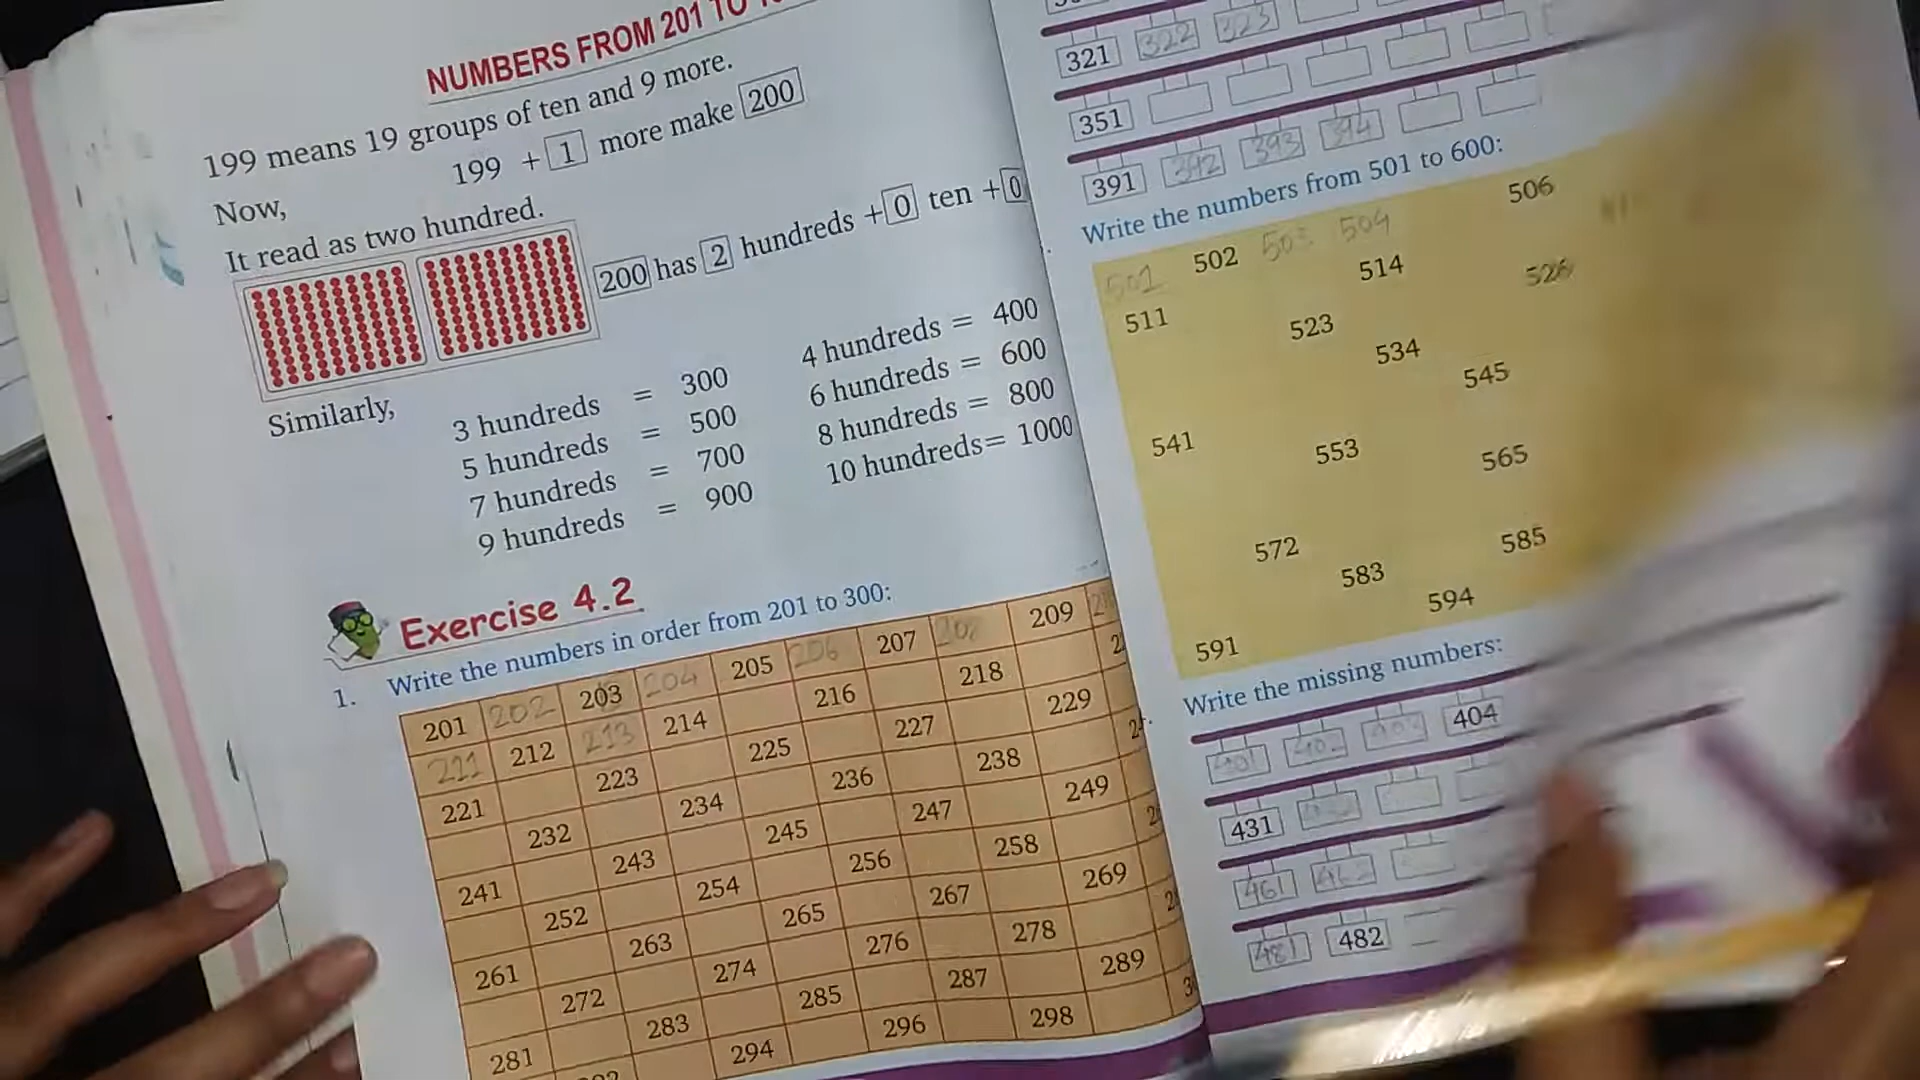 NUMBERS FROM 201 TO
199 means 19 groups of ten and 9 more.
199 + 1 more make 200
Now,
It read as two hundred.
200 has 2 hundreds + 0 ten + 0
Similarly,
3 hundreds = 300 4 hundreds = 400
5 hundreds = 500 6 hundreds = 600
7 hundreds = 700 8 hundreds = 800
9 hundreds = 900 10 hundreds = 1000
Exercise 4.2
1. Write the numbers in order from 201 to 300:
201 202 203 204 205 206 207 208 209
211 212 213 214 216 218
221 223 225 227 229
232 234 236 238
241 243 245 247 249
252 254 256 258
261 263 265 267 269
272 274 276 278
281 283 285 287 289
294 296 298
321 322 323
351
391 392 393 394
Write the numbers from 501 to 600:
501 502 503 504 506
511 514
523 526
534
541 545
553
565
572
583 585
591 594
Write the missing numbers:
401 402 403 404
431 432
461 462
481 482